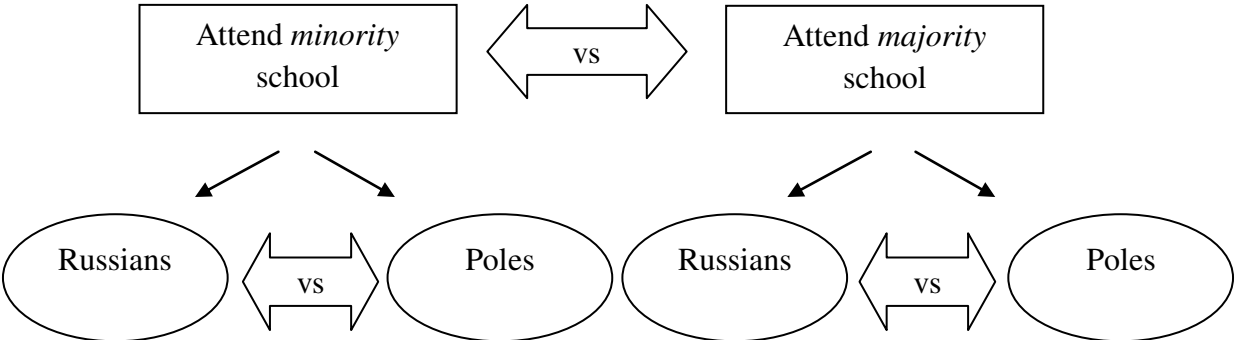 Attend minority
school
vs
Attend majority
school
Russians
vs
Poles
Russians
vs
Poles